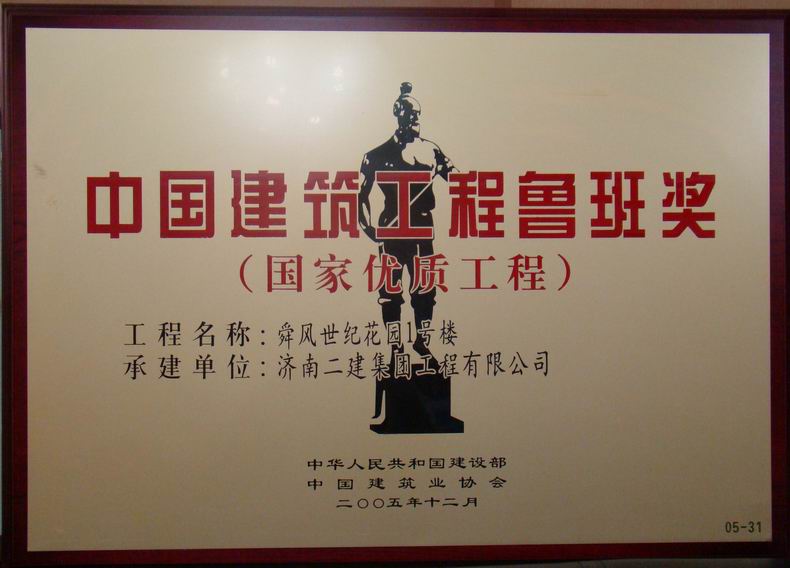 中国建筑工程鲁班奖
（国家优质工程）
工程名称：舜风世纪花园1号楼
承建单位：济南二建集团工程有限公司
中华人民共和国建设部
中国建筑业协会
二〇〇五年十二月
05-31